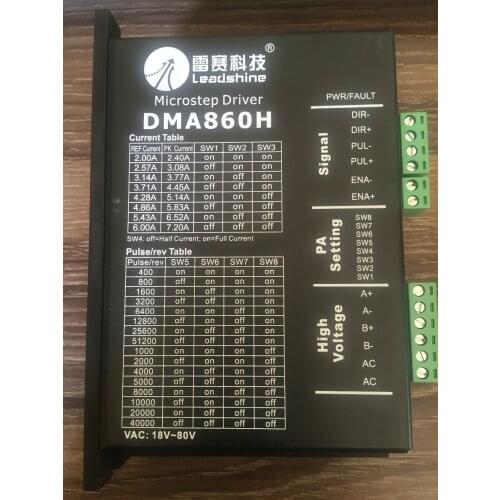 雷赛科技®
Leadshine
Microstep Driver
DMA860H
Current Table
REF Current PK Current SW1 SW2 SW3
2.00A 2.40A on on on
2.57A 3.08A off on on
3.14A 3.77A on off on
3.71A 4.45A off off on
4.28A 5.14A on on off
4.86A 5.83A off on off
5.43A 6.52A on off off
6.00A 7.20A off off off
SW4: off=Half Current; on=Full Current
Pulse/rev Table
Pulse/rev SW5 SW6 SW7 SW8
400 on on on on
800 off on on on
1600 on off on on
3200 off off on on
6400 on on off on
12800 off on off on
25600 on off off on
51200 off off off on
1000 on on on off
2000 off on on off
4000 on off on off
5000 off off on off
8000 on on off off
10000 off on off off
20000 on off off off
40000 off off off off
VAC: 18V~80V
PWR/FAULT
Signal
DIR-
DIR+
PUL-
PUL+
ENA-
ENA+
PA
Setting
SW8
SW7
SW6
SW5
SW4
SW3
SW2
SW1
High
Voltage
A+
A-
B+
B-
AC
AC